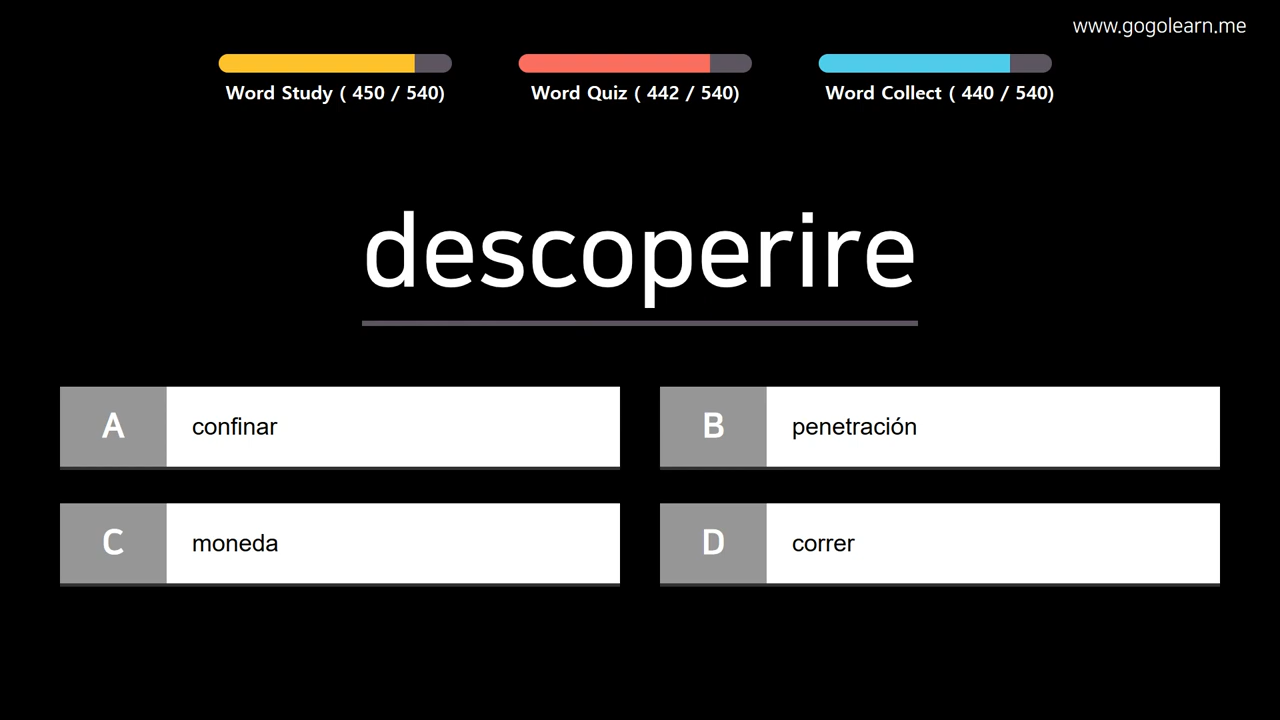 www.gogolearn.me
Word Study ( 450 / 540)
Word Quiz ( 442 / 540)
Word Collect ( 440 / 540)
descoperire
A confinar
B penetración
C moneda
D correr